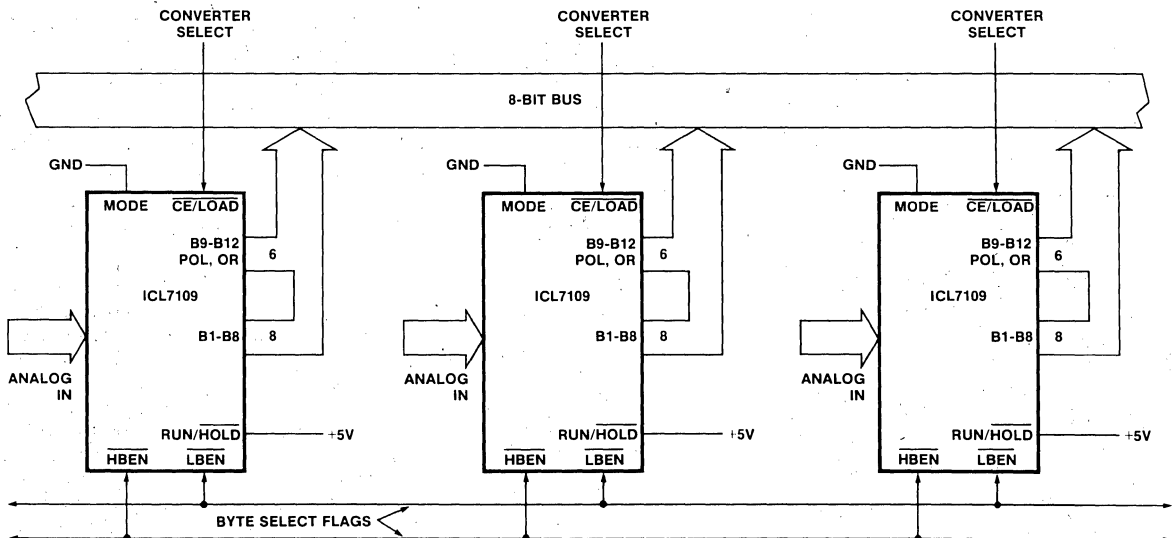 CONVERTER
SELECT
CONVERTER
SELECT
CONVERTER
SELECT
8-BIT BUS
GND
MODE
CE/LOAD
B9-B12
POL, OR
6
ICL7109
B1-B8
8
ANALOG
IN
RUN/HOLD
+5V
HBEN
LBEN
GND
MODE
CE/LOAD
B9-B12
POL, OR
6
ICL7109
B1-B8
8
ANALOG
IN
RUN/HOLD
+5V
HBEN
LBEN
GND
MODE
CE/LOAD
B9-B12
POL, OR
6
ICL7109
B1-B8
8
ANALOG
IN
RUN/HOLD
+5V
HBEN
LBEN
BYTE SELECT FLAGS